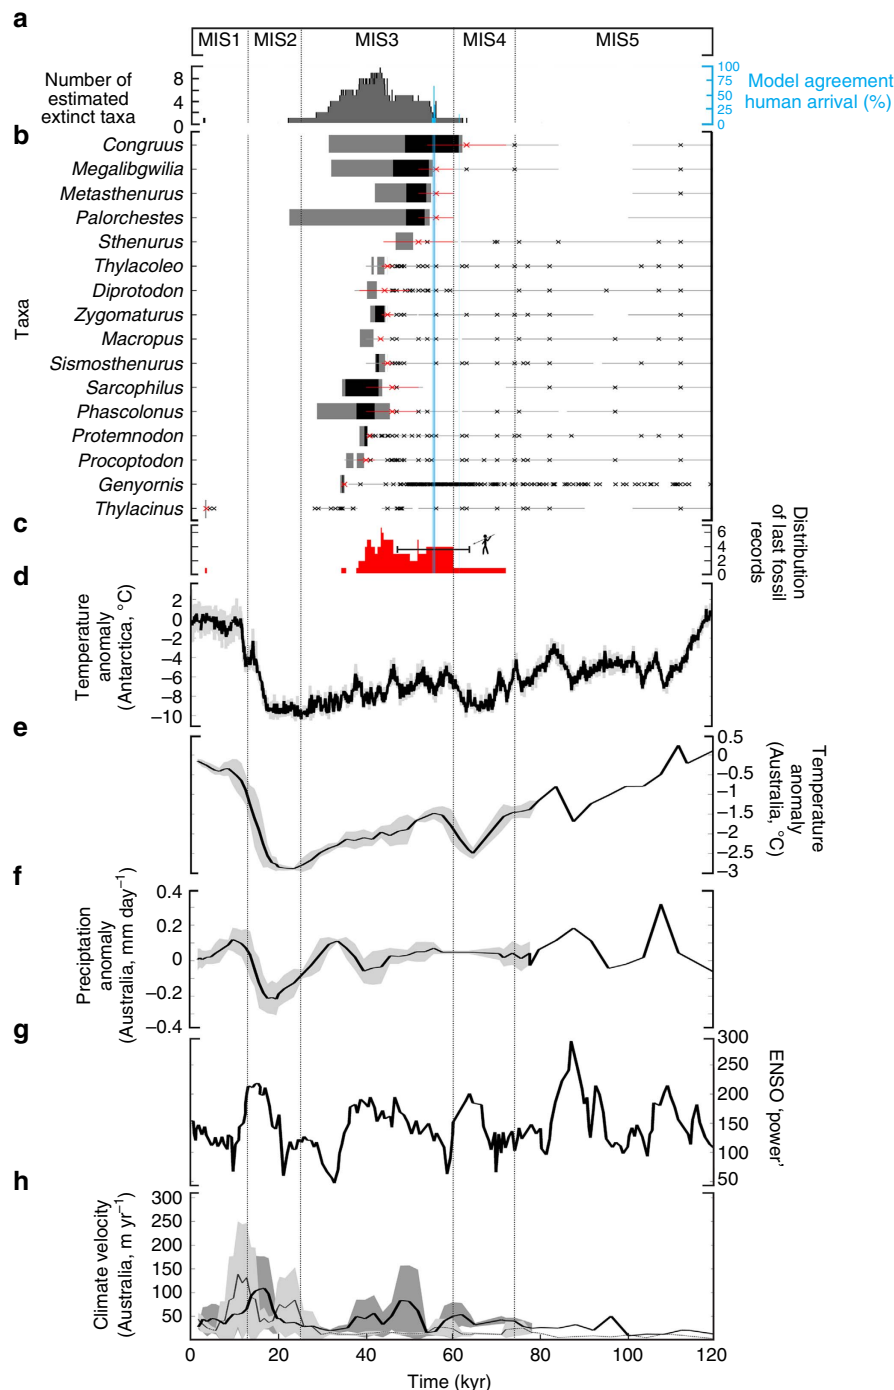 a
MIS1 MIS2 MIS3 MIS4 MIS5
Number of
estimated
extinct taxa
8
4
0
100
75
50
25
0
Model agreement
human arrival (%)
b
Taxa
Congruus
Megalibgwilia
Metasthenurus
Palorchestes
Sthenurus
Thylacoleo
Diprotodon
Zygomaturus
Macropus
Sismosthenurus
Sarcophilus
Phascolonus
Protemnodon
Procoptodon
Genyornis
Thylacinus
c
6
4
2
0
Distribution
of last fossil
records
d
Temperature
anomaly
(Antarctica, °C)
2
0
−2
−4
−6
−8
−10
e
0.5
0
−0.5
−1
−1.5
−2
−2.5
−3
Temperature
anomaly
(Australia, °C)
f
Preciptation
anomaly
(Australia, mm day−1)
0.4
0.2
0
−0.2
−0.4
g
300
250
200
150
100
50
ENSO ‘power’
h
Climate velocity
(Australia, m yr−1)
300
250
200
150
100
50
0 20 40 60 80 100 120
Time (kyr)